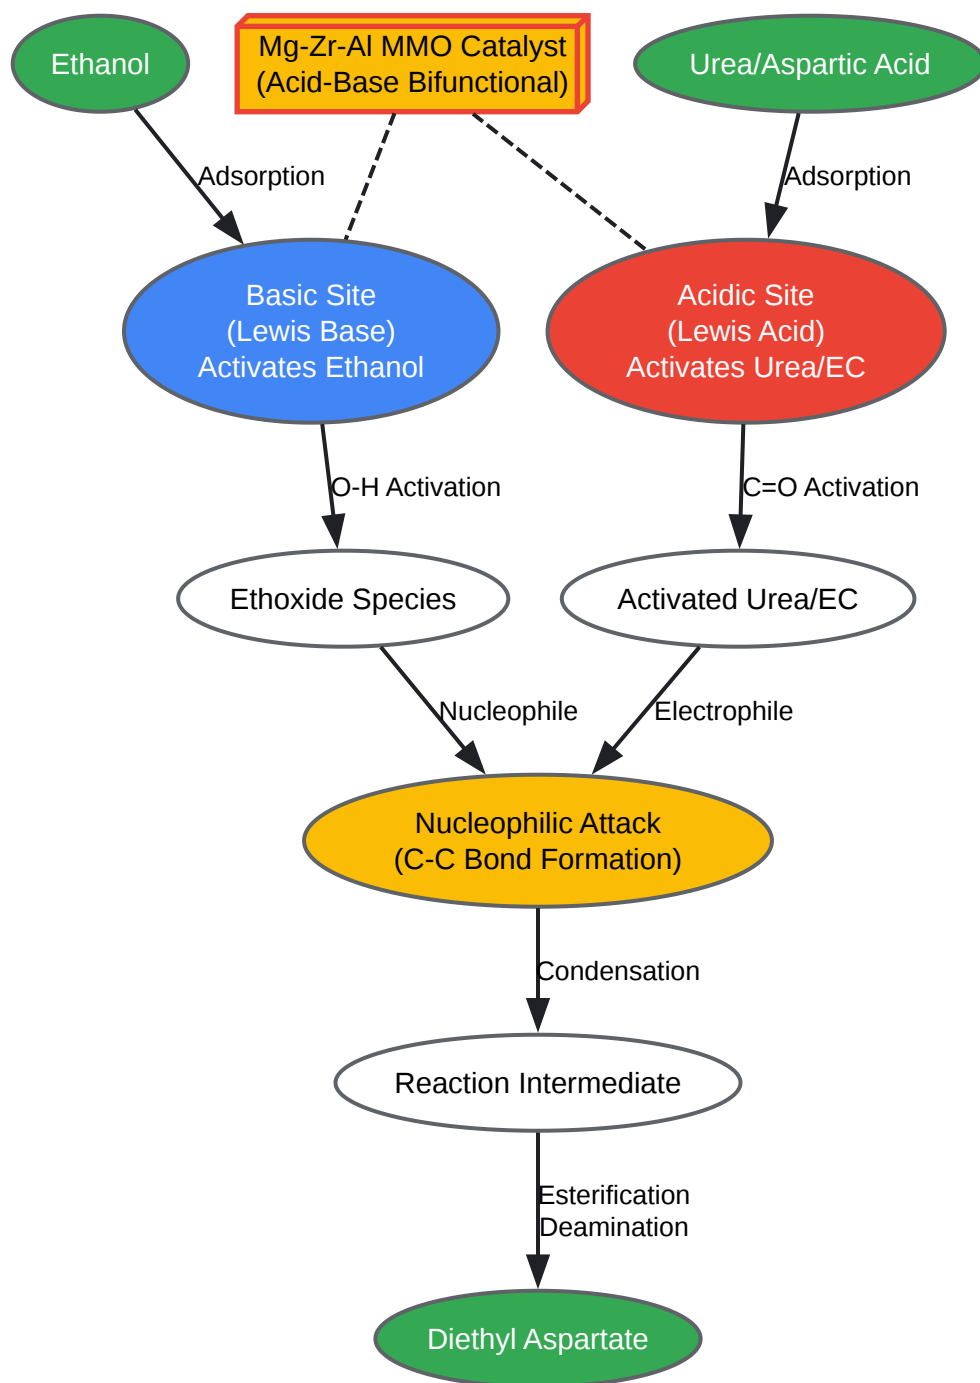 Ethanol
Mg-Zr-Al MMO Catalyst
(Acid-Base Bifunctional)
Urea/Aspartic Acid
Adsorption
Adsorption
Basic Site
(Lewis Base)
Activates Ethanol
Acidic Site
(Lewis Acid)
Activates Urea/EC
O-H Activation
C=O Activation
Ethoxide Species
Activated Urea/EC
Nucleophile
Electrophile
Nucleophilic Attack
(C-C Bond Formation)
Condensation
Reaction Intermediate
Esterification
Deamination
Diethyl Aspartate